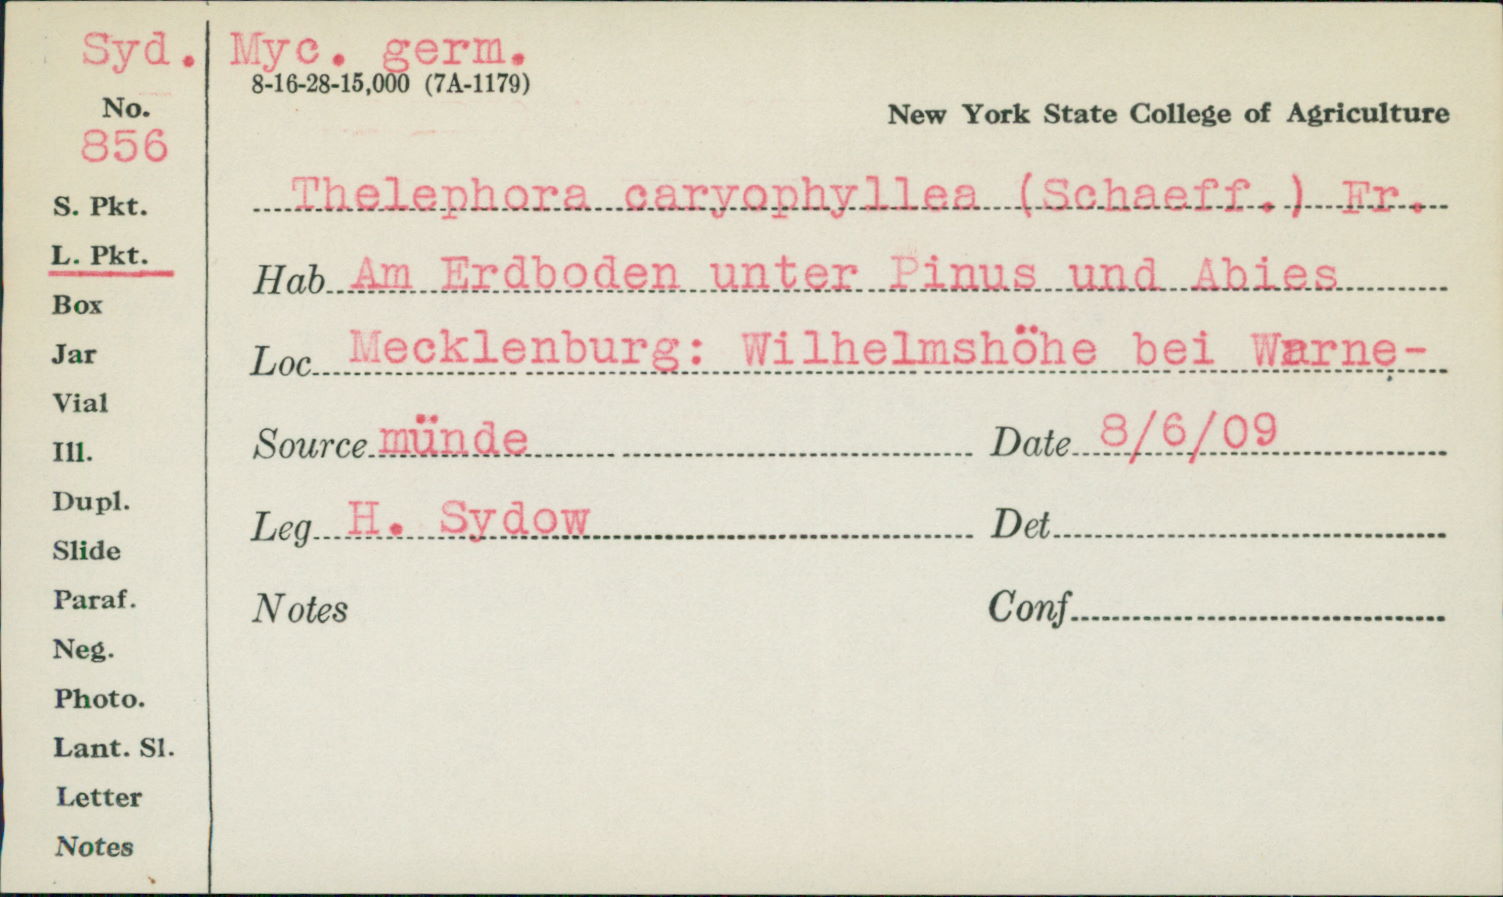 Syd. Myc. germ.
8-16-28-15,000 (7A-1179)
No.
New York State College of Agriculture
856
S. Pkt.
Thelephora caryophyllea (Schaeff.) Fr.
L. Pkt.
Hab Am Erdboden unter Pinus und Abies
Box
Jar
Loc Mecklenburg: Wilhelmshöhe bei Warne-
Vial
Ill.
Source münde Date 8/6/09
Dupl.
Leg H. Sydow Det
Slide
Paraf.
Notes Conf
Neg.
Photo.
Lant. Sl.
Letter
Notes